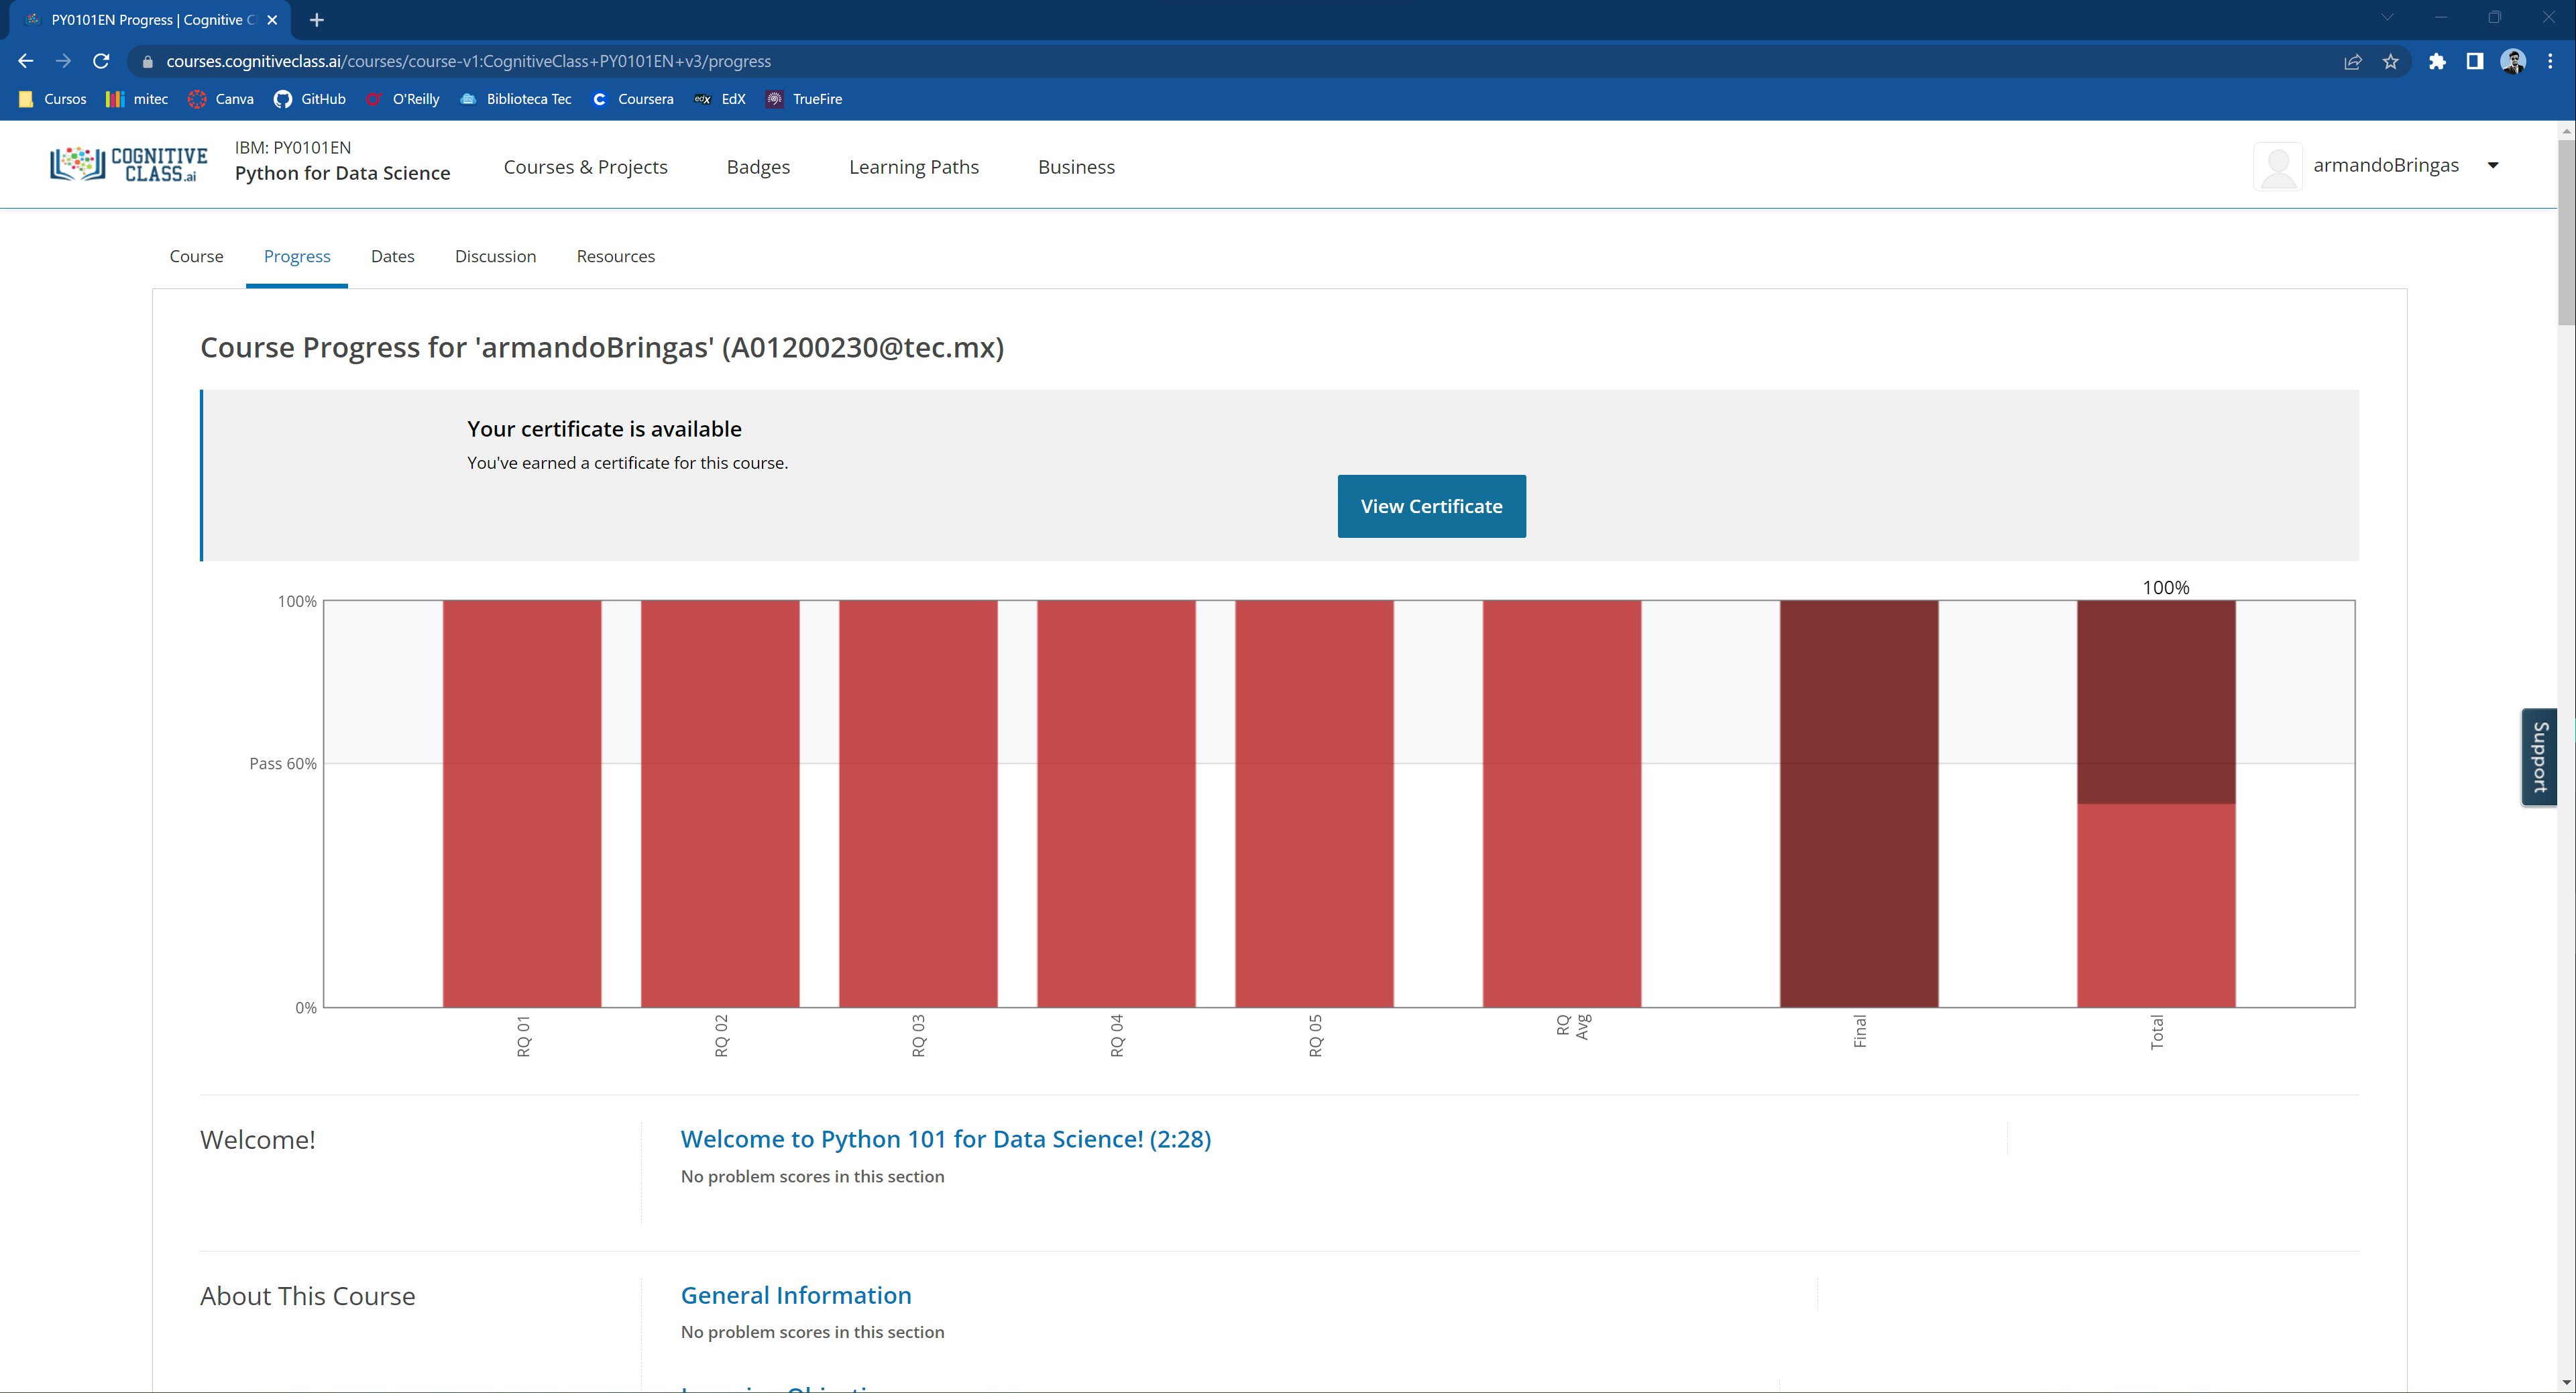 PY0101EN Progress | Cognitive C
courses.cognitiveclass.ai/courses/course-v1:CognitiveClass+PY0101EN+v3/progress
Cursos mitec Canva GitHub O'Reilly Biblioteca Tec Coursera edX EdX TrueFire
COGNITIVE CLASS.ai
IBM: PY0101EN
Python for Data Science
Courses & Projects Badges Learning Paths Business
armandoBringas
Course Progress Dates Discussion Resources
Course Progress for 'armandoBringas' (A01200230@tec.mx)
Your certificate is available
You've earned a certificate for this course.
View Certificate
100%
100%
Pass 60%
0%
RQ 01
RQ 02
RQ 03
RQ 04
RQ 05
RQ Avg
Final
Total
Support
Welcome!
Welcome to Python 101 for Data Science! (2:28)
No problem scores in this section
About This Course
General Information
No problem scores in this section